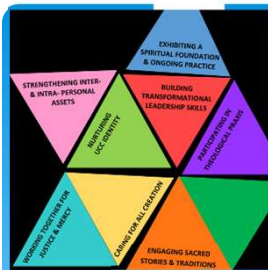 EXHIBITING A
SPIRITUAL FOUNDATION
& ONGOING PRACTICE
STRENGTHENING INTER-
& INTRA- PERSONAL
ASSETS
NURTURING
UCC IDENTITY
BUILDING
TRANSFORMATIONAL
LEADERSHIP SKILLS
PARTICIPATING IN
THEOLOGICAL PRAXIS
WORKING TOGETHER FOR
JUSTICE & MERCY
CARING FOR ALL CREATION
ENGAGING SACRED
STORIES & TRADITIONS